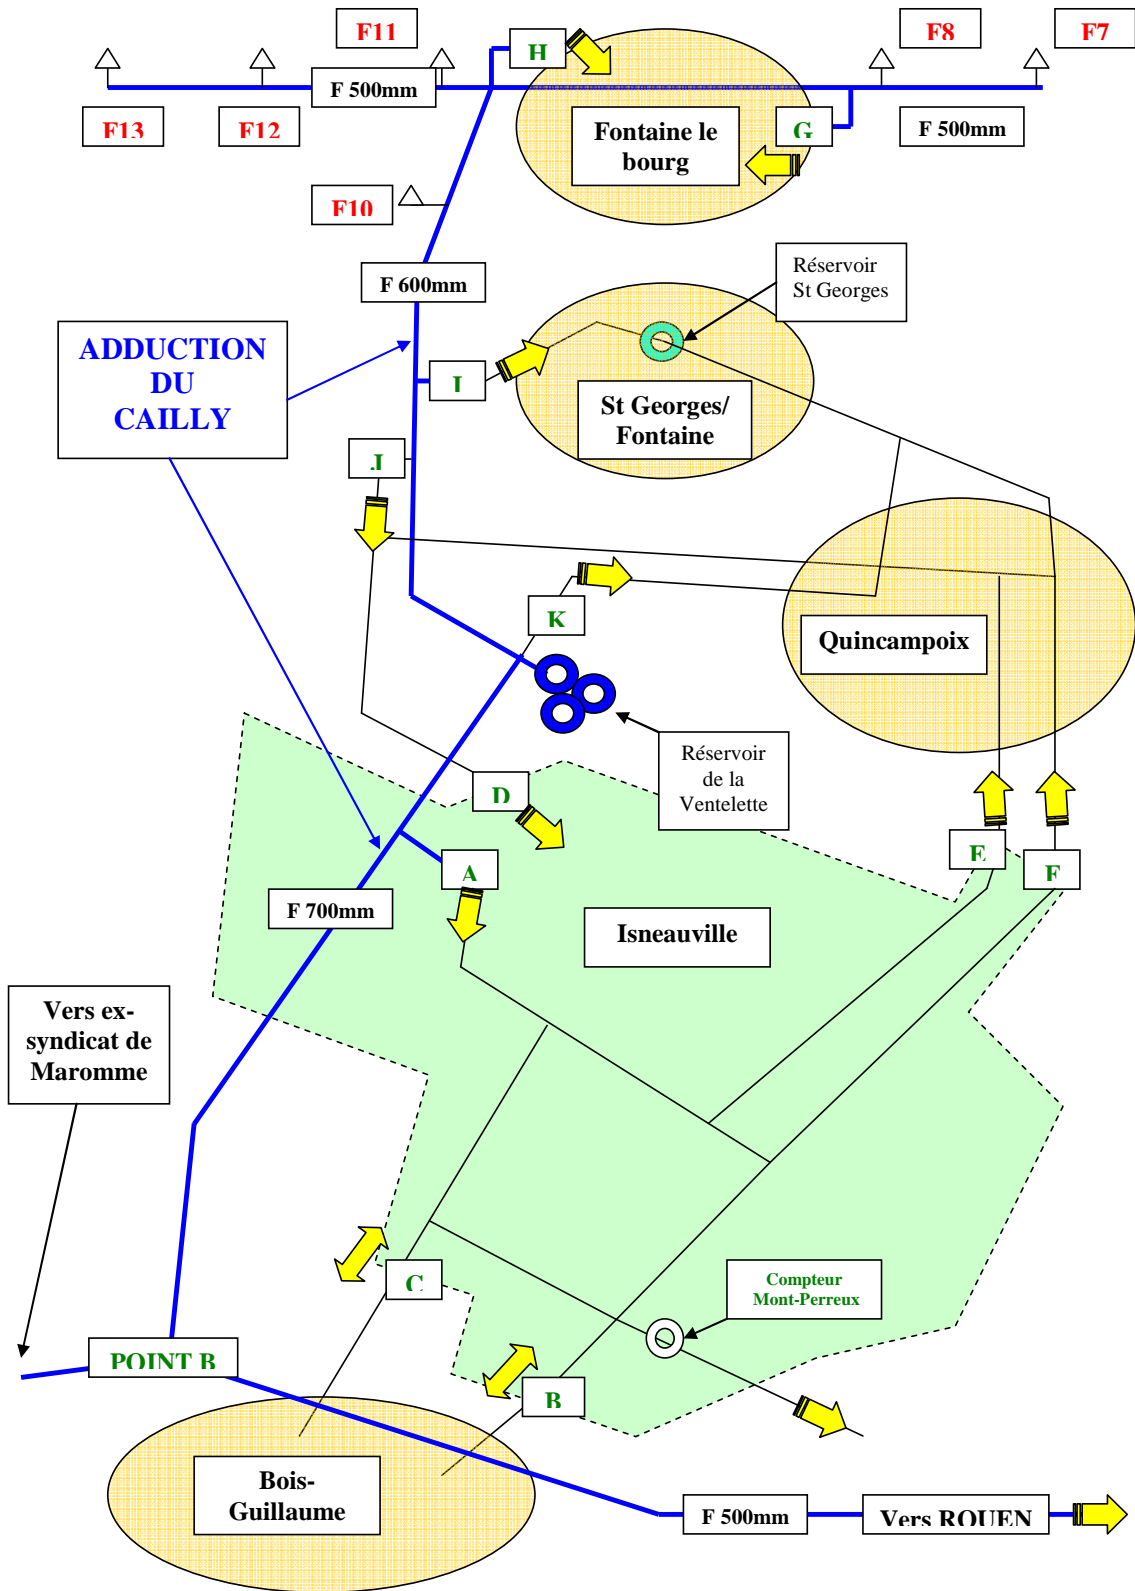 F11
F8
F7
H
F 500mm
F13
F12
Fontaine le
bourg
G
F 500mm
F10
Réservoir
St Georges
F 600mm
ADDUCTION
DU
CAILLY
I
St Georges/
Fontaine
J
K
Quincampoix
Réservoir
de la
Ventelette
D
E
F
A
F 700mm
Isneauville
Vers ex-
syndicat de
Maromme
C
Compteur
Mont-Perreux
POINT B
B
Bois-
Guillaume
F 500mm
Vers ROUEN